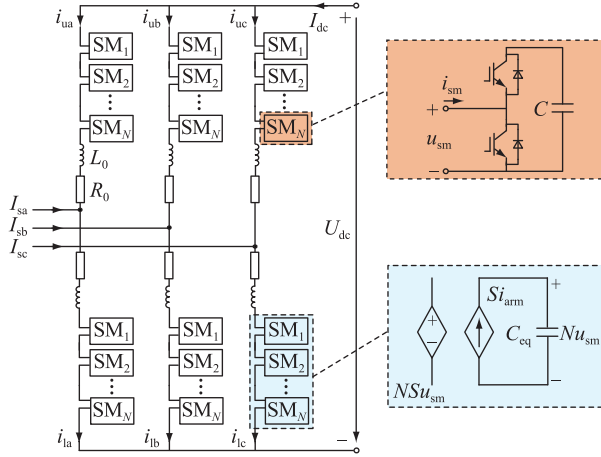 i_ua i_ub i_uc I_dc +
SM_1 SM_1 SM_1
SM_2 SM_2 SM_2
SM_N SM_N SM_N
i_sm
+
u_sm
−
C
L_0
R_0
I_sa
I_sb
I_sc
U_dc
SM_1 SM_1 SM_1
SM_2 SM_2 SM_2
SM_N SM_N SM_N
Si_arm
+
−
C_eq
+
Nu_sm
−
NSu_sm
i_la i_lb i_lc −